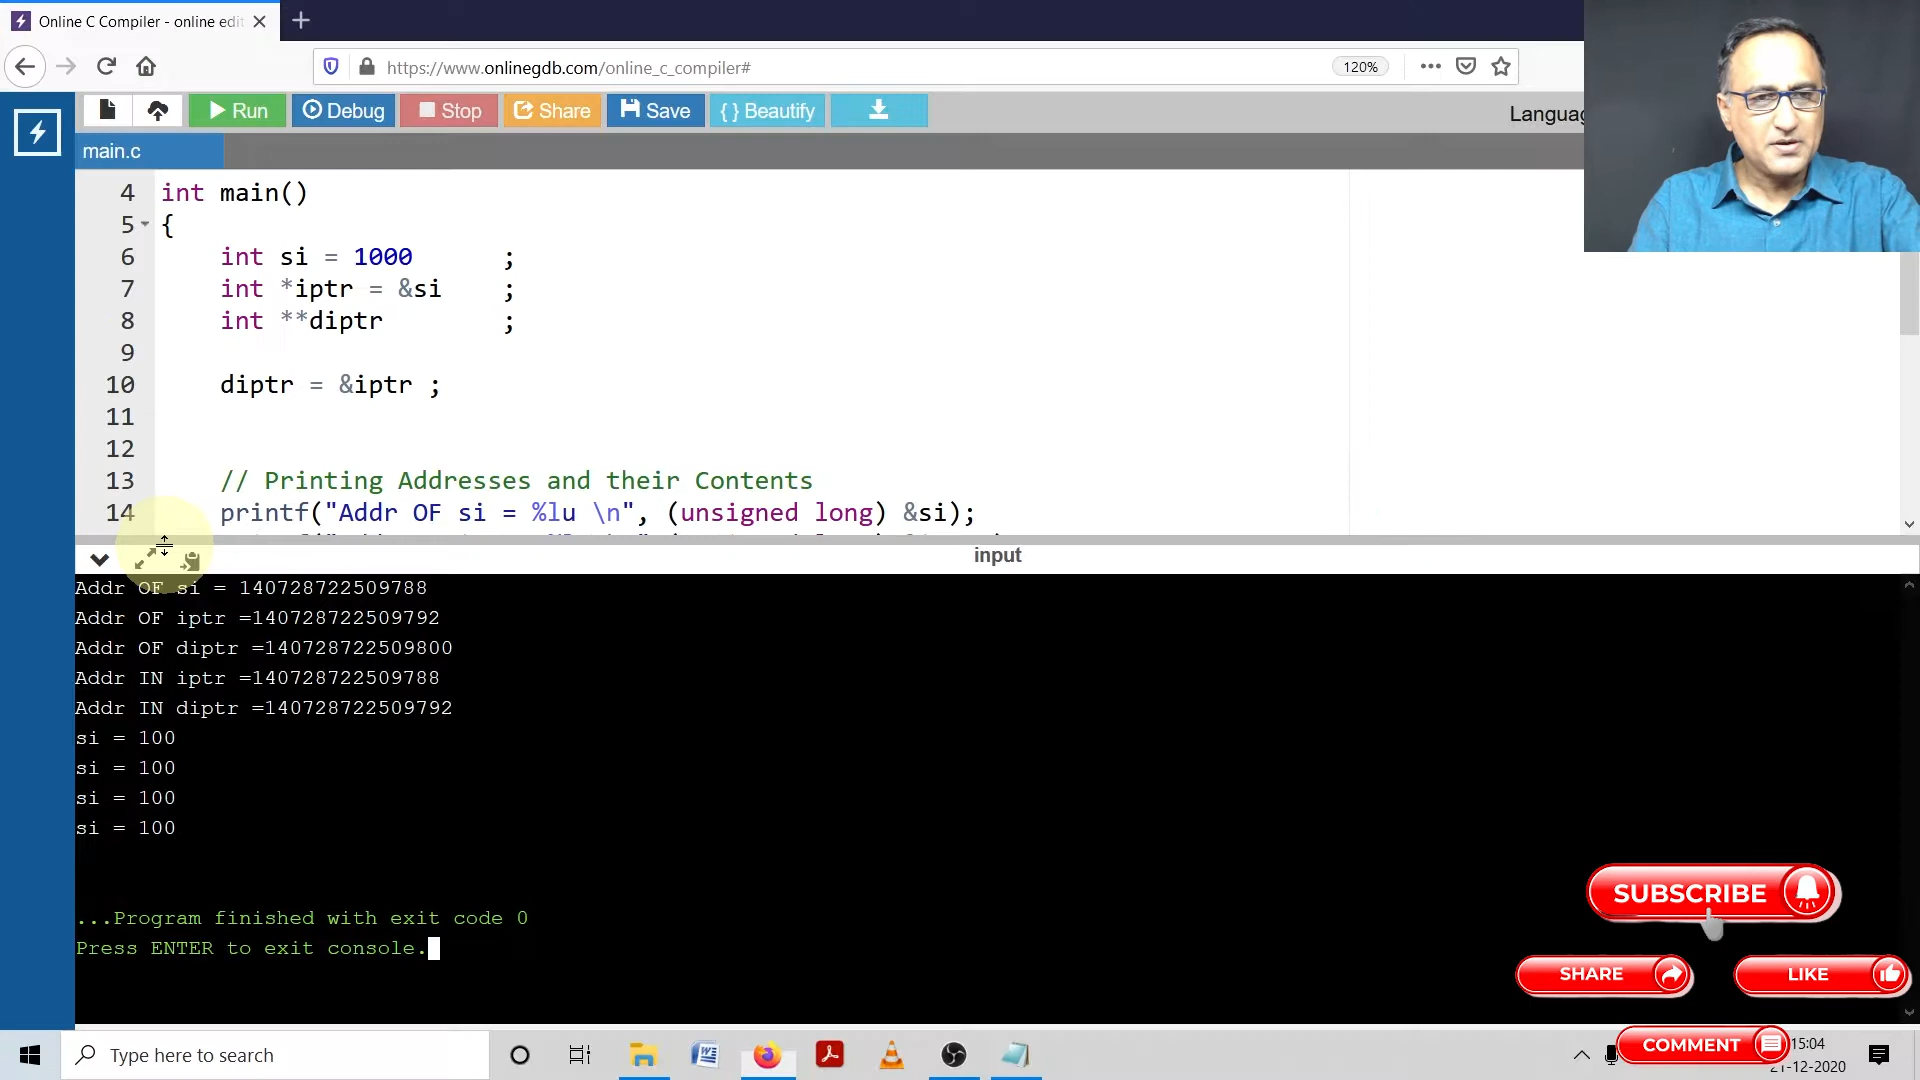 Online C Compiler - online edit
https://www.onlinegdb.com/online_c_compiler#
120%
Run
Debug
Stop
Share
Save
{ } Beautify
Languag
main.c
4 int main()
5 {
6 int si = 1000 ;
7 int *iptr = &si ;
8 int **diptr ;
9
10 diptr = &iptr ;
11
12
13 // Printing Addresses and their Contents
14 printf("Addr OF si = %lu \n", (unsigned long) &si);
input
Addr OF si = 140728722509788
Addr OF iptr =140728722509792
Addr OF diptr =140728722509800
Addr IN iptr =140728722509788
Addr IN diptr =140728722509792
si = 100
si = 100
si = 100
si = 100
...Program finished with exit code 0
Press ENTER to exit console.
SUBSCRIBE
SHARE
LIKE
COMMENT
Type here to search
15:04
21-12-2020